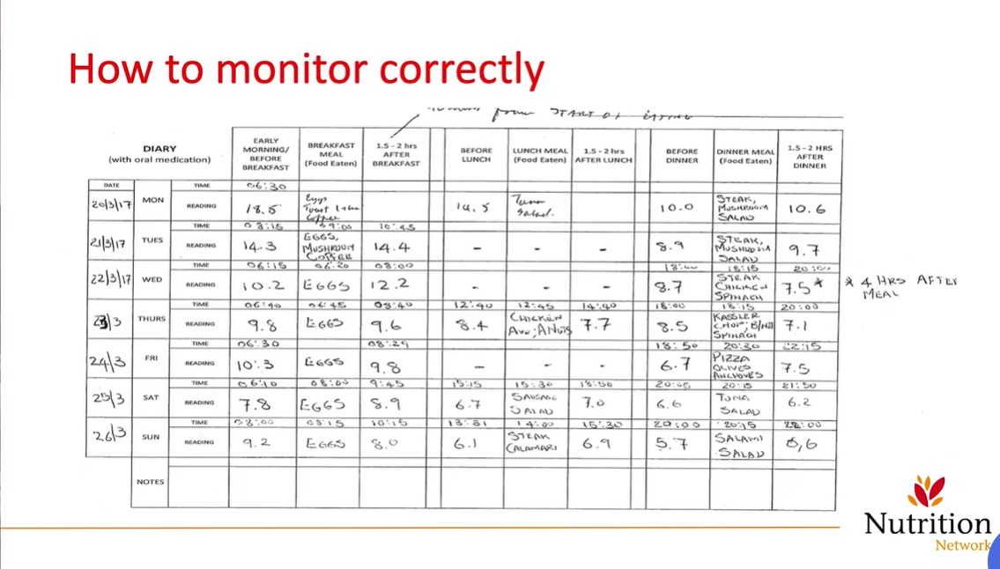 How to monitor correctly
from START OF EATING
DIARY
(with oral medication)
EARLY MORNING/ BEFORE BREAKFAST
BREAKFAST MEAL (Food Eaten)
1.5 - 2 hrs AFTER BREAKFAST
BEFORE LUNCH
LUNCH MEAL (Food Eaten)
1.5 - 2 hrs AFTER LUNCH
BEFORE DINNER
DINNER MEAL (Food Eaten)
1.5 - 2 HRS AFTER DINNER
DATE TIME 06:30
20/3/17 MON READING 18.5 Eggs Toast Coffee 14.5 Tuna Salad. 10.0 STEAK, MUSHROOM SALAD 10.6
TIME 08:15 09:00 10:45
21/3/17 TUES READING 14.3 EGGS, MUSHROOM COFFEE 14.4 - - - 8.9 STEAK, MUSHROOM SALAD 9.7
TIME 06:15 06:20 08:00 18:00 18:15 20:00
22/3/17 WED READING 10.2 EGGS 12.2 - - - 8.7 STEAK CHICKEN SPINACH 7.5* * 4 HRS AFTER MEAL
TIME 06:40 06:45 08:40 12:40 12:45 14:40 18:00 18:15 20:00
23/3 THURS READING 9.8 EGGS 9.6 8.4 CHICKEN AVO; 7.7 8.5 KASSLER CHOP; SPINACH 7.1
TIME 06:30 08:29 18:50 20:30 22:15
24/3 FRI READING 10.3 EGGS 9.8 - - - 6.7 PIZZA OLIVES ANCHOVES 7.5
TIME 06:10 08:00 9:45 15:15 15:30 20:05 20:15 21:50
25/3 SAT READING 7.8 EGGS 8.9 6.7 SAUSAGE SALAD 7.0 6.6 TUNA SALAD 6.2
TIME 08:00 08:15 10:15 13:31 14:00 15:30 20:00 20:15 22:00
26/3 SUN READING 9.2 EGGS 8.0 6.1 STEAK CALAMARI 6.9 5.7 SALAMI SALAD 6,6
NOTES
Nutrition
Network